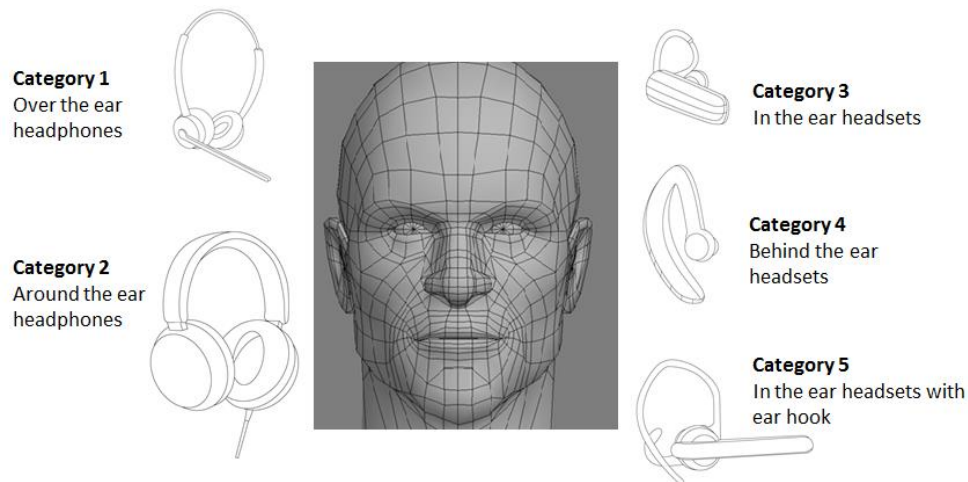 Category 1
Over the ear
headphones
Category 2
Around the ear
headphones
Category 3
In the ear headsets
Category 4
Behind the ear
headsets
Category 5
In the ear headsets with
ear hook